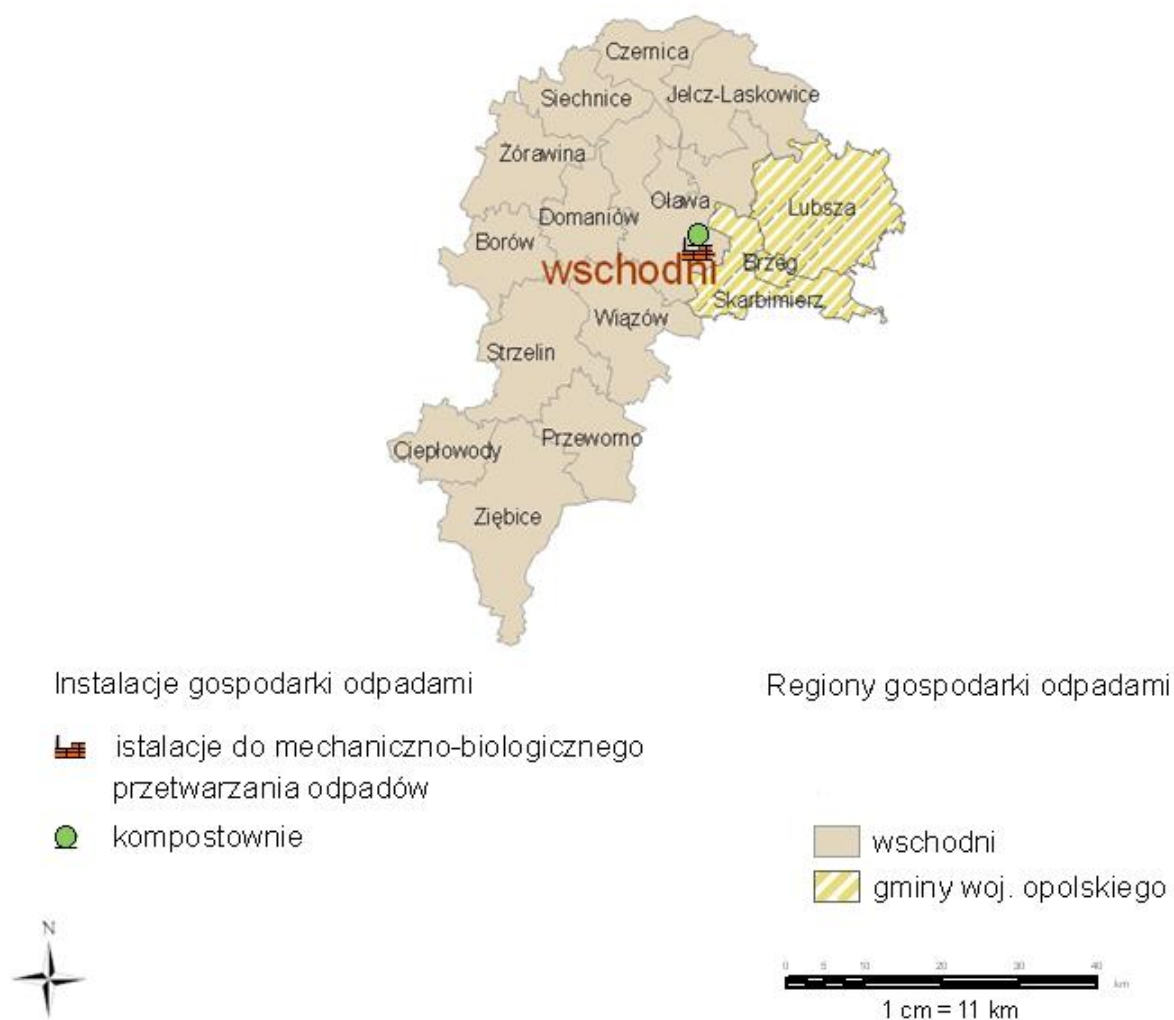 Czernica
Siechnice
Jelcz-Laskowice
Żórawina
Oława
Lubsza
Domaniów
Borów
wschodni
Brzeg
Skarbimierz
Wiązów
Strzelin
Przeworno
Ciepłowody
Ziębice
Instalacje gospodarki odpadami
istalacje do mechaniczno-biologicznego
przetwarzania odpadów
kompostownie
Regiony gospodarki odpadami
wschodni
gminy woj. opolskiego
N
0 5 10 20 30 40
km
1 cm = 11 km